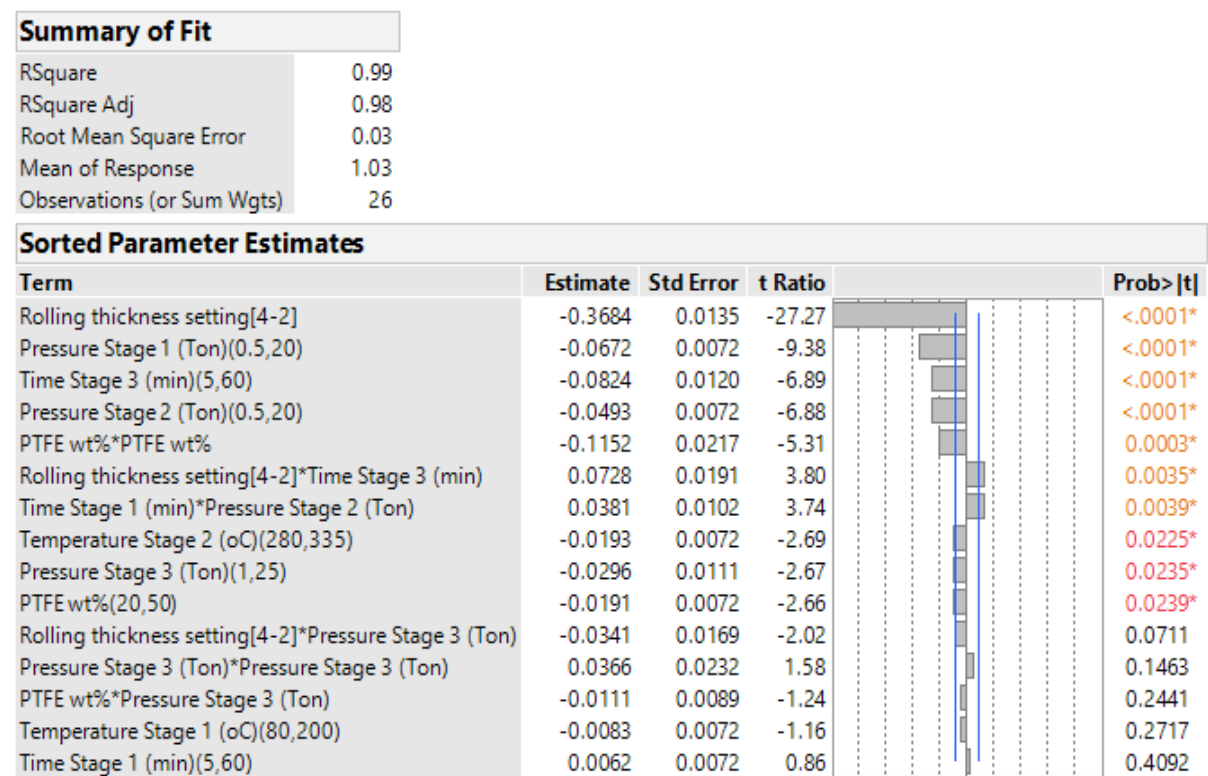 Summary of Fit
RSquare 0.99
RSquare Adj 0.98
Root Mean Square Error 0.03
Mean of Response 1.03
Observations (or Sum Wgts) 26
Sorted Parameter Estimates
Term Estimate Std Error t Ratio Prob>|t|
Rolling thickness setting[4-2] -0.3684 0.0135 -27.27 <.0001*
Pressure Stage 1 (Ton)(0.5,20) -0.0672 0.0072 -9.38 <.0001*
Time Stage 3 (min)(5,60) -0.0824 0.0120 -6.89 <.0001*
Pressure Stage 2 (Ton)(0.5,20) -0.0493 0.0072 -6.88 <.0001*
PTFE wt%*PTFE wt% -0.1152 0.0217 -5.31 0.0003*
Rolling thickness setting[4-2]*Time Stage 3 (min) 0.0728 0.0191 3.80 0.0035*
Time Stage 1 (min)*Pressure Stage 2 (Ton) 0.0381 0.0102 3.74 0.0039*
Temperature Stage 2 (oC)(280,335) -0.0193 0.0072 -2.69 0.0225*
Pressure Stage 3 (Ton)(1,25) -0.0296 0.0111 -2.67 0.0235*
PTFE wt%(20,50) -0.0191 0.0072 -2.66 0.0239*
Rolling thickness setting[4-2]*Pressure Stage 3 (Ton) -0.0341 0.0169 -2.02 0.0711
Pressure Stage 3 (Ton)*Pressure Stage 3 (Ton) 0.0366 0.0232 1.58 0.1463
PTFE wt%*Pressure Stage 3 (Ton) -0.0111 0.0089 -1.24 0.2441
Temperature Stage 1 (oC)(80,200) -0.0083 0.0072 -1.16 0.2717
Time Stage 1 (min)(5,60) 0.0062 0.0072 0.86 0.4092